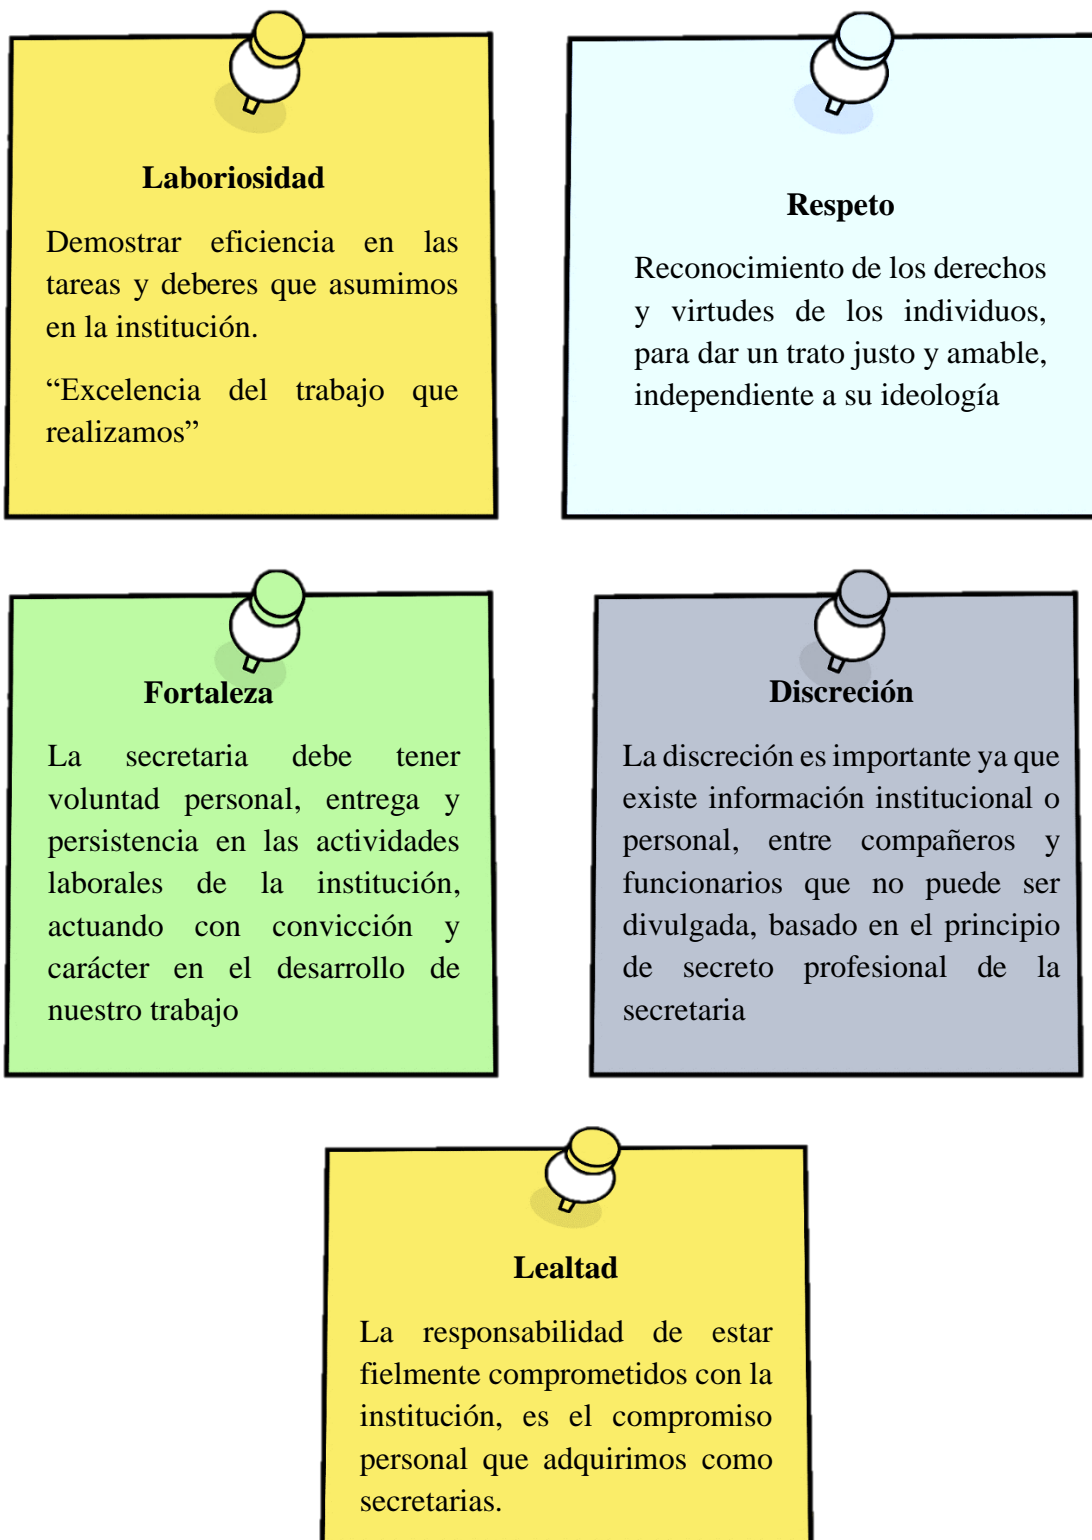 Laboriosidad
Demostrar eficiencia en las
tareas y deberes que asumimos
en la institución.
“Excelencia del trabajo que
realizamos”
Respeto
Reconocimiento de los derechos
y virtudes de los individuos,
para dar un trato justo y amable,
independiente a su ideología
Fortaleza
La secretaria debe tener
voluntad personal, entrega y
persistencia en las actividades
laborales de la institución,
actuando con convicción y
carácter en el desarrollo de
nuestro trabajo
Discreción
La discreción es importante ya que
existe información institucional o
personal, entre compañeros y
funcionarios que no puede ser
divulgada, basado en el principio
de secreto profesional de la
secretaria
Lealtad
La responsabilidad de estar
fielmente comprometidos con la
institución, es el compromiso
personal que adquirimos como
secretarias.